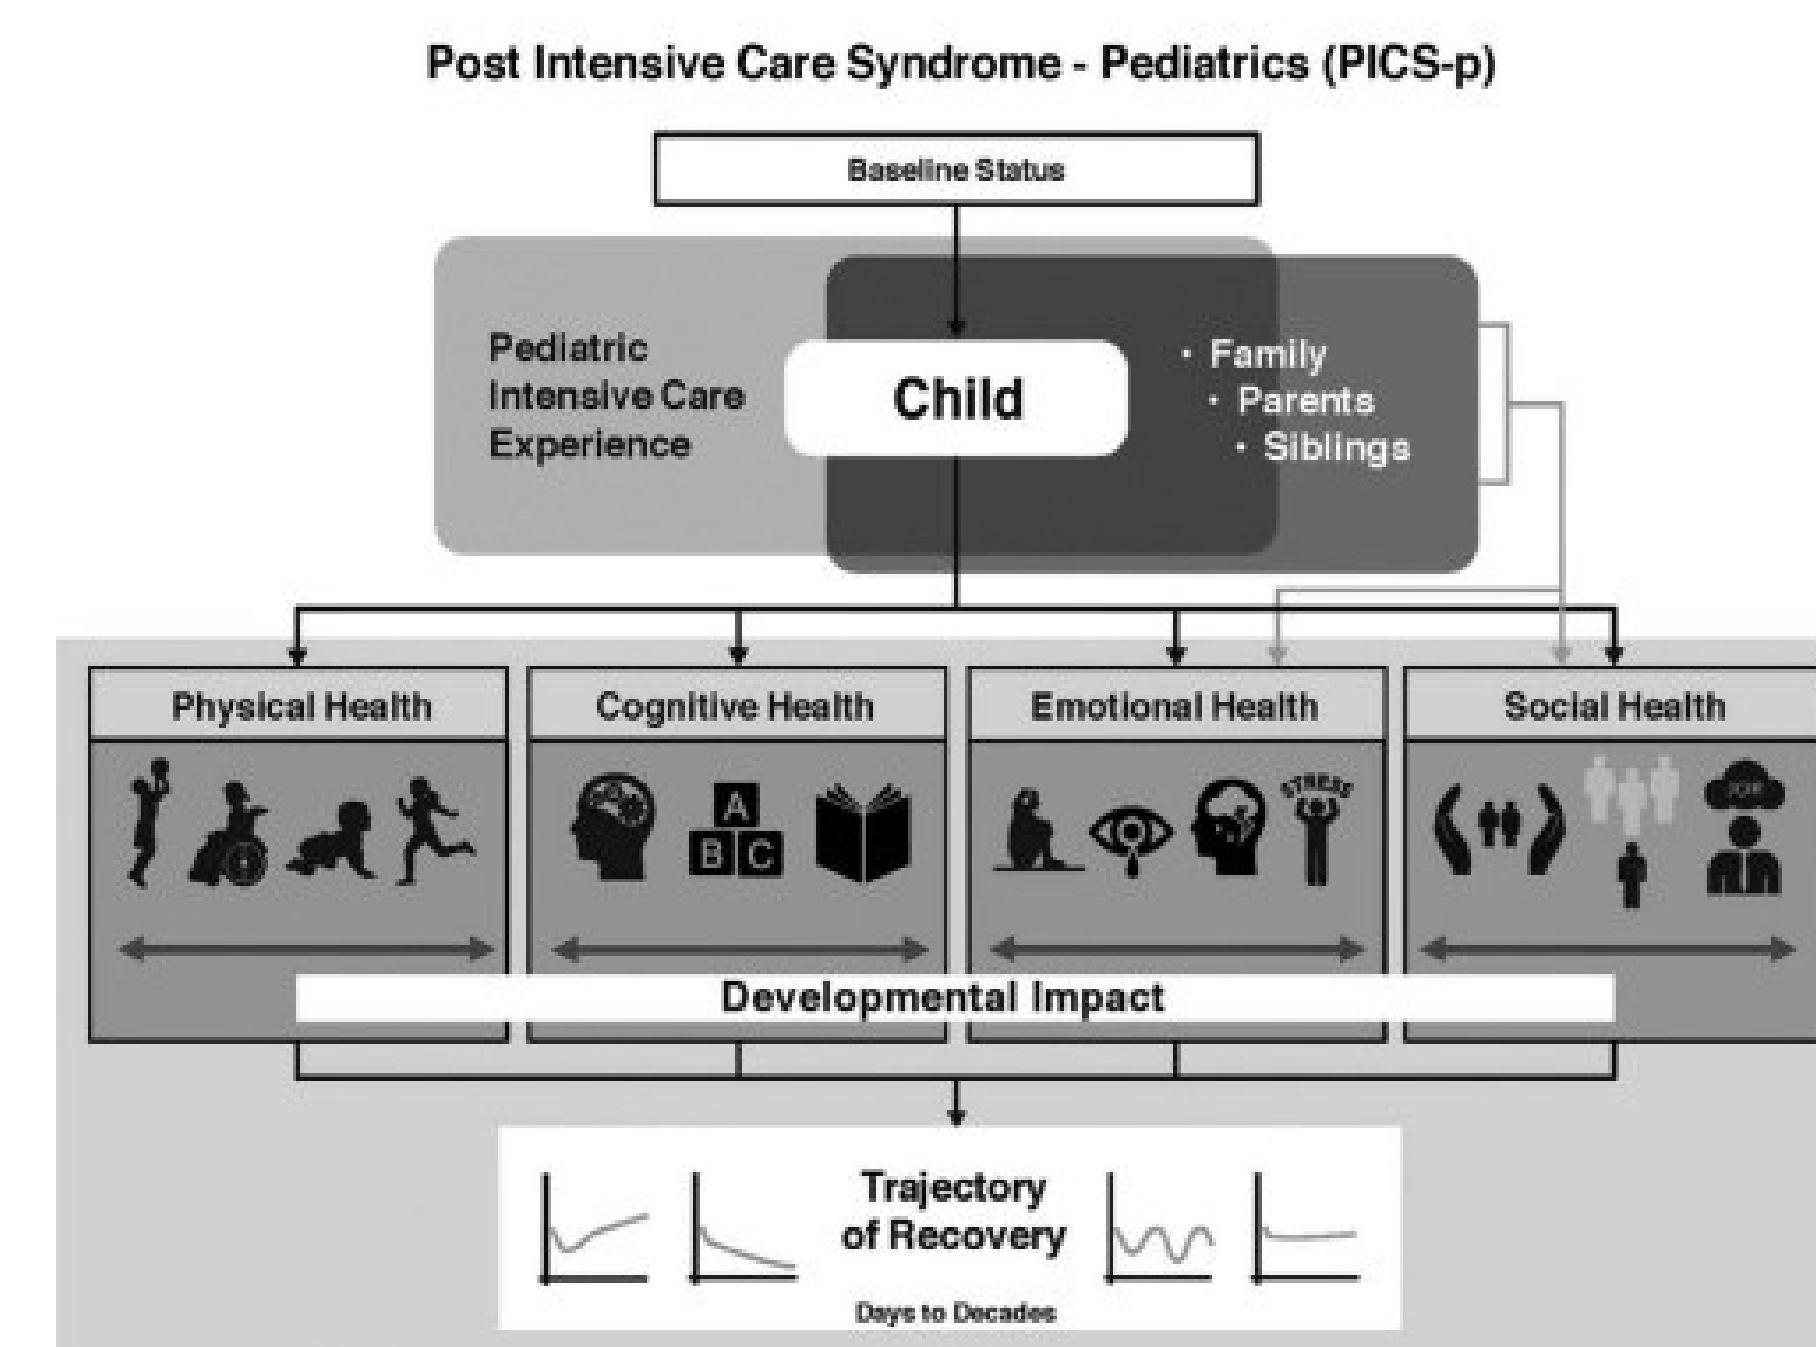 Post Intensive Care Syndrome - Pediatrics (PICS-p)
Baseline Status
Pediatric
Intensive Care
Experience
Child
· Family
· Parents
· Siblings
Physical Health
Cognitive Health
Emotional Health
Social Health
A
B C
STRESS
Developmental Impact
Trajectory
of Recovery
Days to Decades